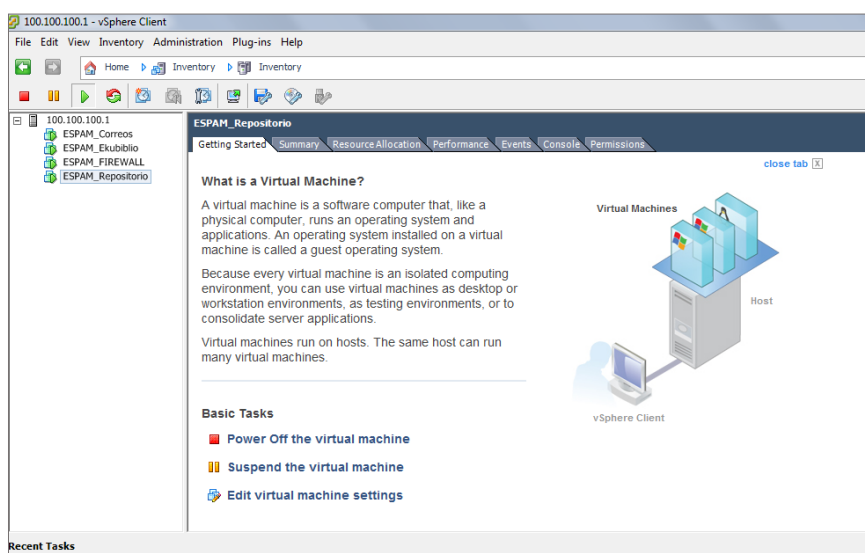 100.100.100.1 - vSphere Client
File Edit View Inventory Administration Plug-ins Help
Home Inventory Inventory
100.100.100.1
ESPAM_Correos
ESPAM_Ekubiblio
ESPAM_FIREWALL
ESPAM_Repositorio
ESPAM_Repositorio
Getting Started Summary Resource Allocation Performance Events Console Permissions
close tab X
What is a Virtual Machine?
A virtual machine is a software computer that, like a
physical computer, runs an operating system and
applications. An operating system installed on a virtual
machine is called a guest operating system.
Because every virtual machine is an isolated computing
environment, you can use virtual machines as desktop or
workstation environments, as testing environments, or to
consolidate server applications.
Virtual machines run on hosts. The same host can run
many virtual machines.
Virtual Machines
Host
vSphere Client
Basic Tasks
Power Off the virtual machine
Suspend the virtual machine
Edit virtual machine settings
Recent Tasks